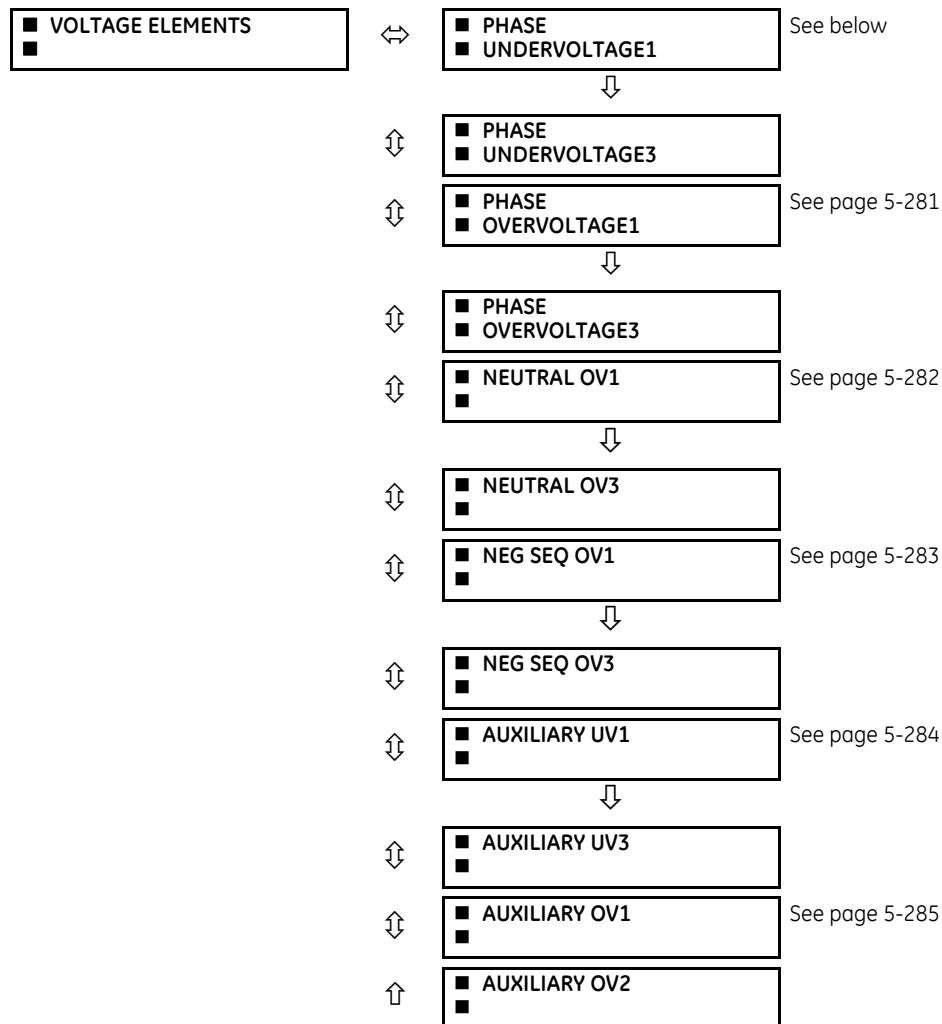 ■ VOLTAGE ELEMENTS
■
■ PHASE
■ UNDERVOLTAGE1
See below
■ PHASE
■ UNDERVOLTAGE3
■ PHASE
■ OVERVOLTAGE1
See page 5-281
■ PHASE
■ OVERVOLTAGE3
■ NEUTRAL OV1
■
See page 5-282
■ NEUTRAL OV3
■
■ NEG SEQ OV1
■
See page 5-283
■ NEG SEQ OV3
■
■ AUXILIARY UV1
■
See page 5-284
■ AUXILIARY UV3
■
■ AUXILIARY OV1
■
See page 5-285
■ AUXILIARY OV2
■